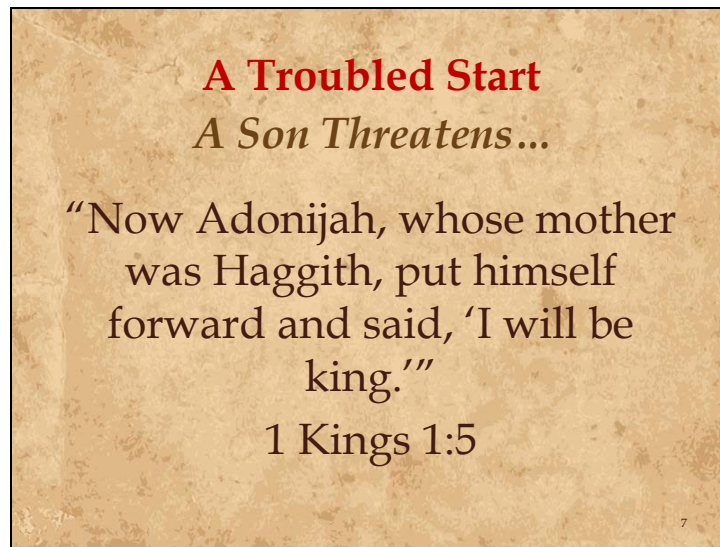 A Troubled Start
A Son Threatens…
“Now Adonijah, whose mother
was Haggith, put himself
forward and said, ‘I will be
king.’”
1 Kings 1:5
7